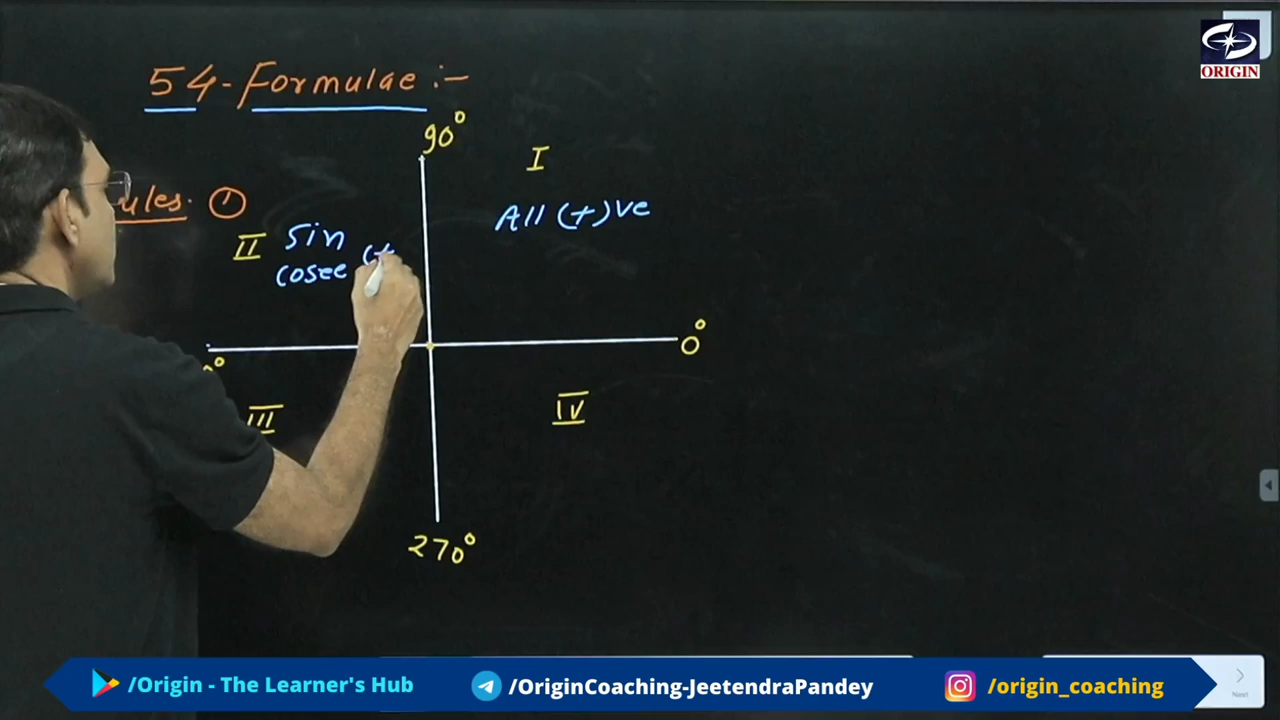 54-Formulae :-
90°
I
ules. ①
II Sin
cosec (+
All (+)ve
0°
III
IV
270°
ORIGIN
Next
/Origin - The Learner's Hub
/OriginCoaching-JeetendraPandey
/origin_coaching